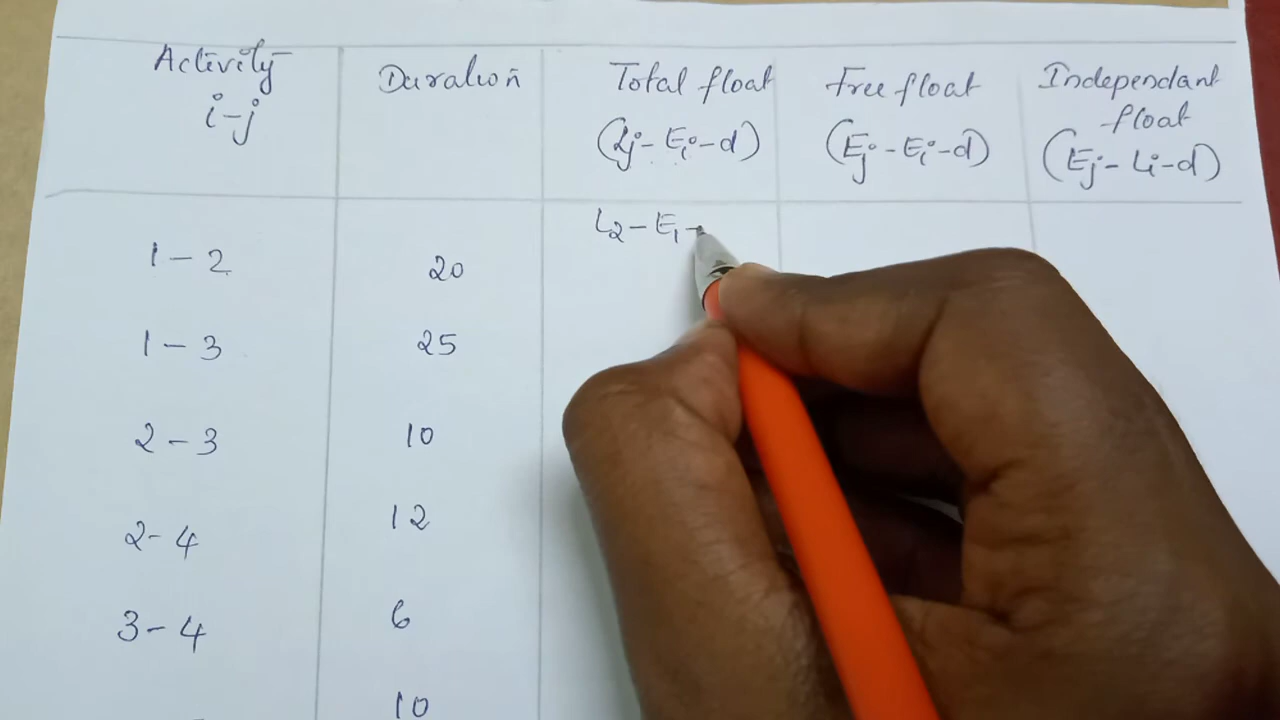 Activity i-j Duration Total float (Lj-Ei-d) Free float (Ej-Ei-d) Independant float (Ej-Li-d)
1-2 20 L2-E1-
1-3 25
2-3 10
2-4 12
3-4 6
10